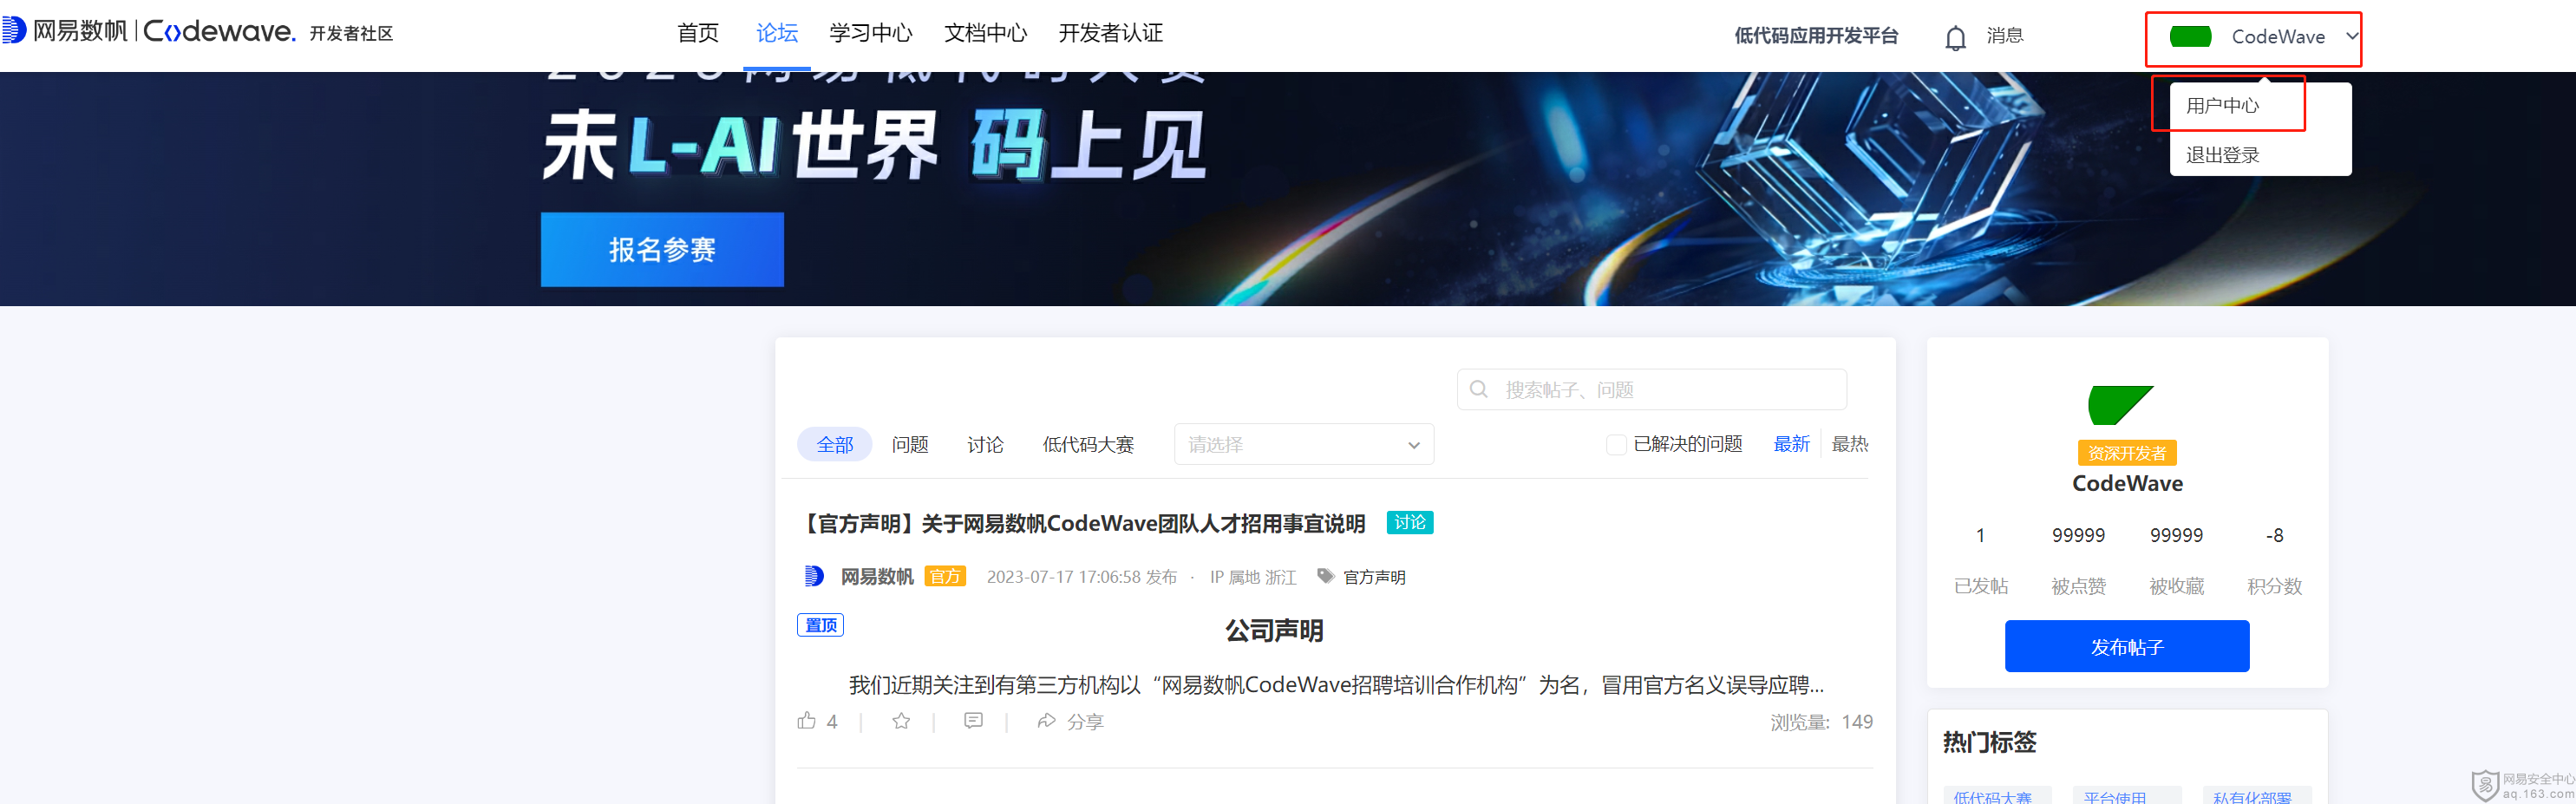 网易数帆 | Codewave. 开发者社区
首页 论坛 学习中心 文档中心 开发者认证
低代码应用开发平台 消息 CodeWave
用户中心
退出登录
未L-AI世界 码上见
报名参赛
搜索帖子、问题
全部 问题 讨论 低代码大赛 请选择 已解决的问题 最新 最热
【官方声明】关于网易数帆CodeWave团队人才招用事宜说明 讨论
网易数帆 官方 2023-07-17 17:06:58 发布 · IP 属地 浙江 官方声明
置顶
公司声明
我们近期关注到有第三方机构以“网易数帆CodeWave招聘培训合作机构”为名，冒用官方名义误导应聘...
4 分享 浏览量: 149
资深开发者
CodeWave
1 99999 99999 -8
已发帖 被点赞 被收藏 积分数
发布帖子
热门标签
低代码大赛 平台使用 私有化部署
网易安全中心
aq.163.com